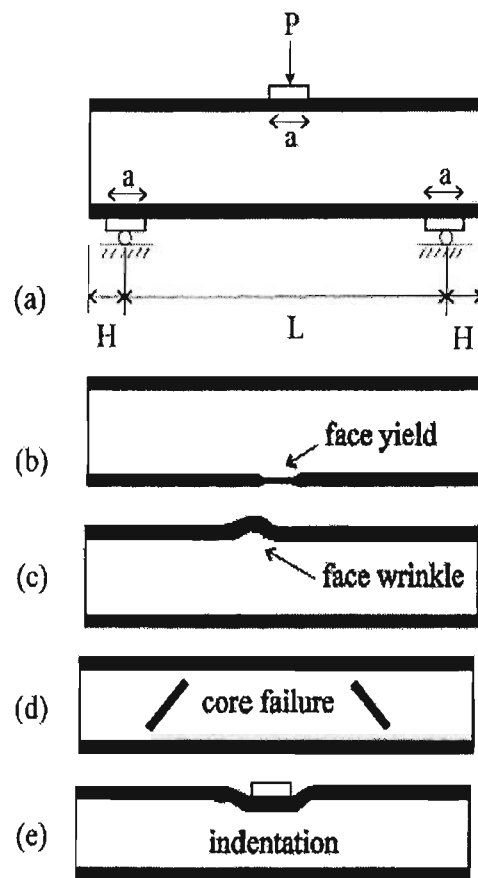 P
a
a
a
(a)
H
L
H
(b)
face yield
(c)
face wrinkle
(d)
core failure
(e)
indentation